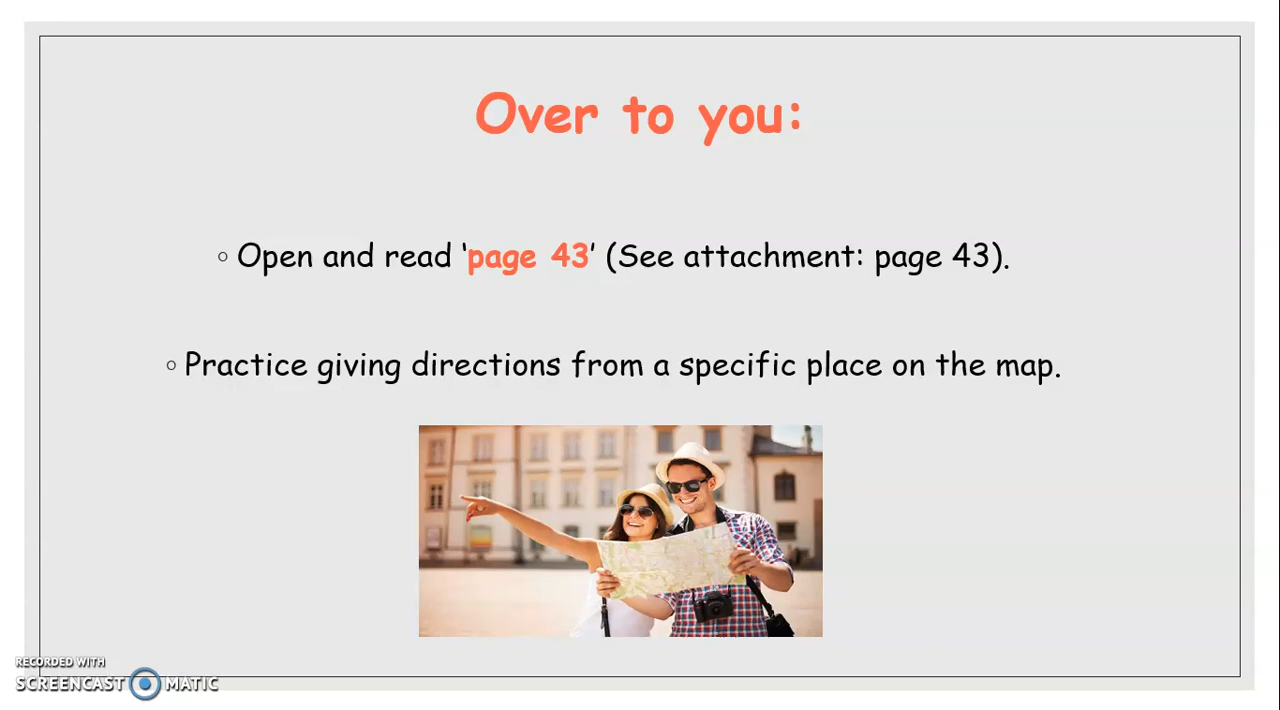 Over to you:
◦ Open and read ‘page 43’ (See attachment: page 43).
◦ Practice giving directions from a specific place on the map.
RECORDED WITH
SCREENCAST MATIC